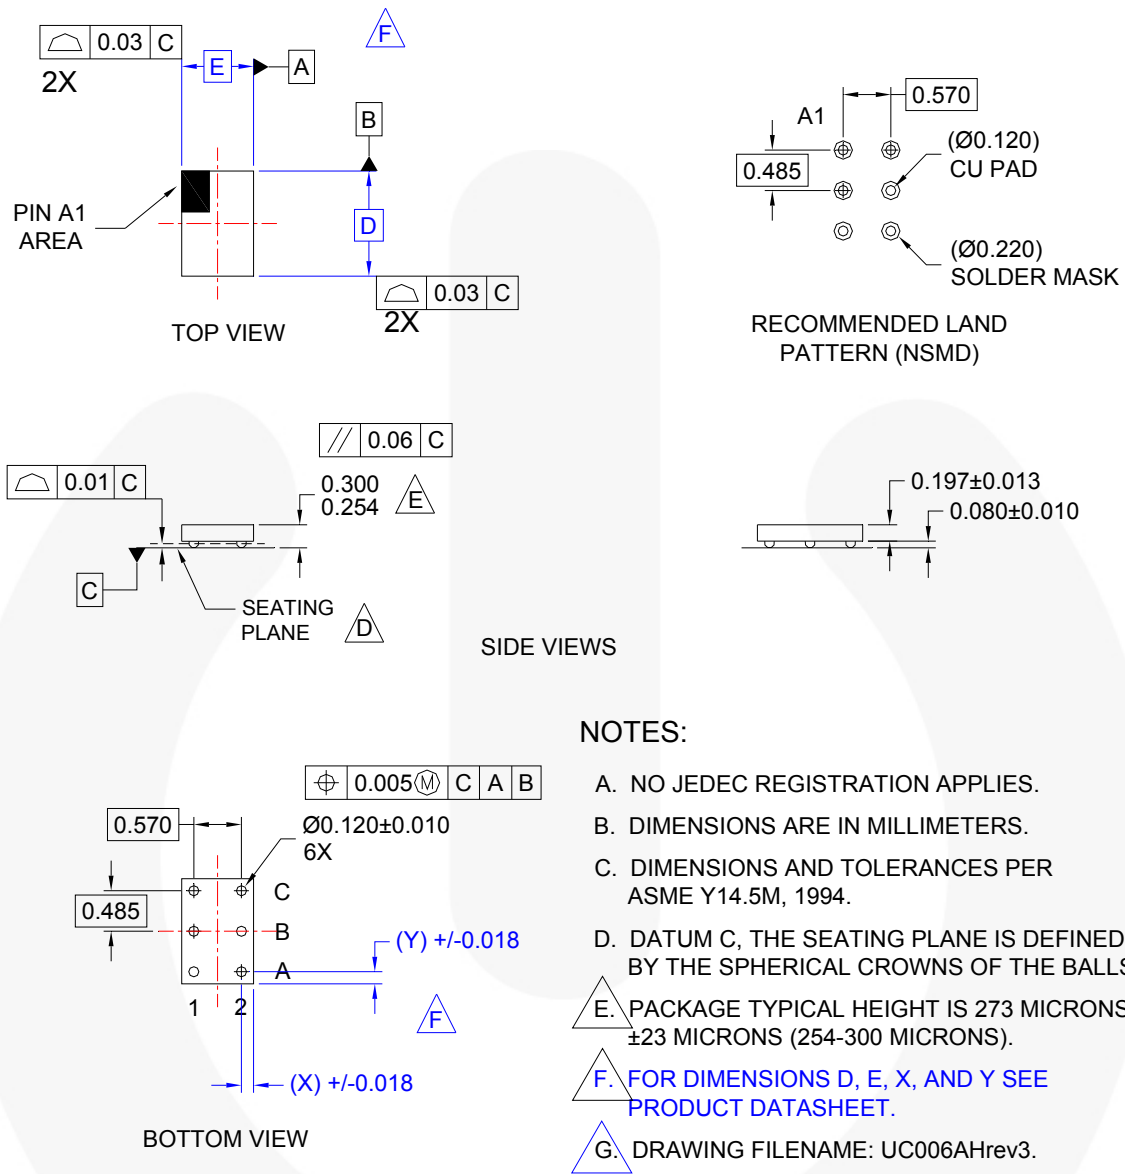 0.03 C
2X
E
A
F
B
D
PIN A1
AREA
0.03 C
2X
TOP VIEW
0.570
A1
0.485
(Ø0.120)
CU PAD
(Ø0.220)
SOLDER MASK
RECOMMENDED LAND
PATTERN (NSMD)
// 0.06 C
0.01 C
0.300
0.254
E
C
SEATING
PLANE
D
0.197±0.013
0.080±0.010
SIDE VIEWS
0.005 M C A B
0.570
Ø0.120±0.010
6X
0.485
C
B
A
1 2
(Y) +/-0.018
F
(X) +/-0.018
BOTTOM VIEW
NOTES:
A. NO JEDEC REGISTRATION APPLIES.
B. DIMENSIONS ARE IN MILLIMETERS.
C. DIMENSIONS AND TOLERANCES PER
ASME Y14.5M, 1994.
D. DATUM C, THE SEATING PLANE IS DEFINED
BY THE SPHERICAL CROWNS OF THE BALLS
E. PACKAGE TYPICAL HEIGHT IS 273 MICRONS
±23 MICRONS (254-300 MICRONS).
F. FOR DIMENSIONS D, E, X, AND Y SEE
PRODUCT DATASHEET.
G. DRAWING FILENAME: UC006AHrev3.